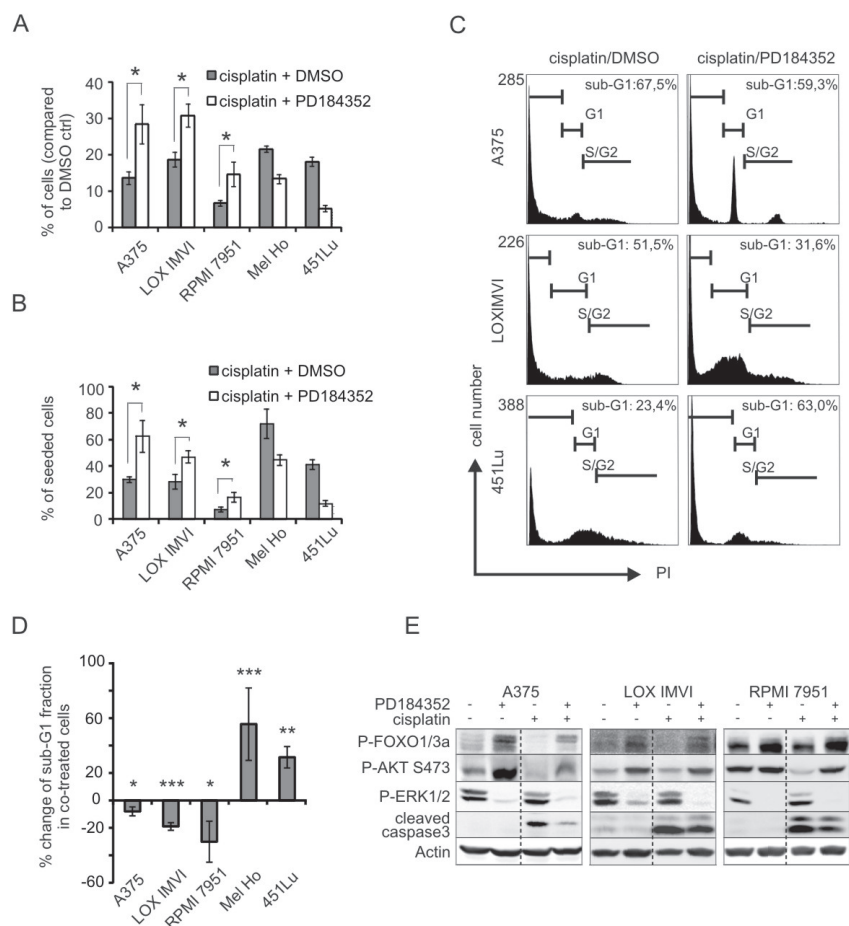 A
cisplatin + DMSO
cisplatin + PD184352
% of cells (compared
to DMSO ctrl)
40
30
20
10
0
* * *
A375
LOX IMVI
RPMI 7951
Mel Ho
451Lu
B
cisplatin + DMSO
cisplatin + PD184352
% of seeded cells
100
80
60
40
20
0
* * *
A375
LOX IMVI
RPMI 7951
Mel Ho
451Lu
C
cisplatin/DMSO cisplatin/PD184352
A375
285
sub-G1:67,5%
G1
S/G2
sub-G1:59,3%
G1
S/G2
LOXIMVI
226
sub-G1: 51,5%
G1
S/G2
sub-G1: 31,6%
G1
S/G2
451Lu
388
sub-G1: 23,4%
G1
S/G2
sub-G1: 63,0%
G1
S/G2
cell number
PI
D
% change of sub-G1 fraction
in co-treated cells
100
60
20
0
-20
-60
* *** * *** **
A375
LOX IMVI
RPMI 7951
Mel Ho
451Lu
E
A375 LOX IMVI RPMI 7951
PD184352 - + - + - + - + - + - +
cisplatin - - + + - - + + - - + +
P-FOXO1/3a
P-AKT S473
P-ERK1/2
cleaved
caspase3
Actin